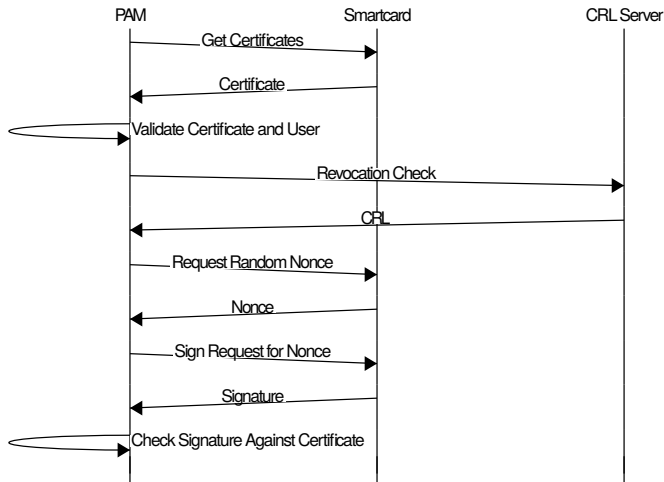 PAM Smartcard CRL Server
Get Certificates
Certificate
Validate Certificate and User
Revocation Check
CRL
Request Random Nonce
Nonce
Sign Request for Nonce
Signature
Check Signature Against Certificate